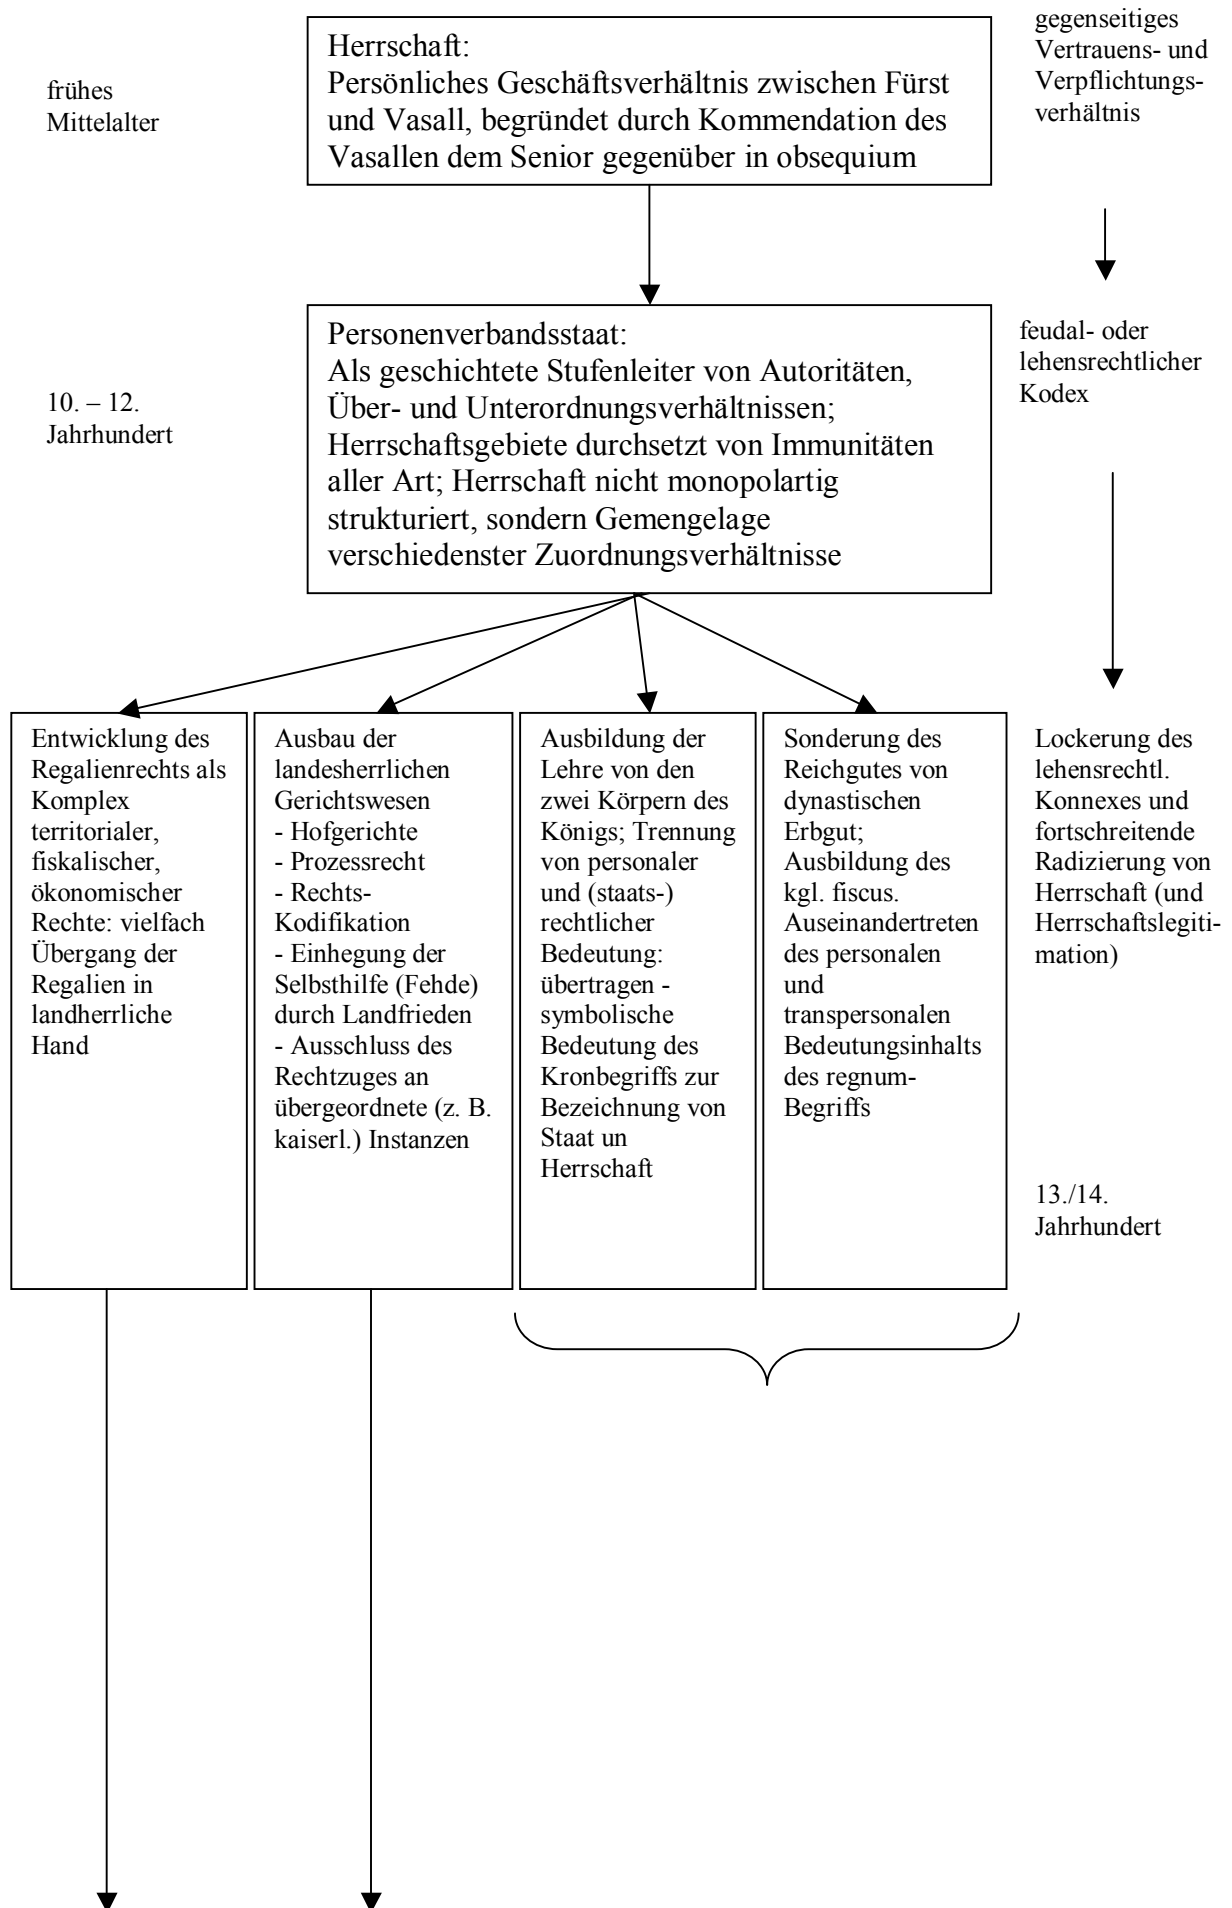 gegenseitiges
Vertrauens- und
Verpflichtungs-
verhältnis
frühes
Mittelalter
Herrschaft:
Persönliches Geschäftsverhältnis zwischen Fürst
und Vasall, begründet durch Kommendation des
Vasallen dem Senior gegenüber in obsequium
10. – 12.
Jahrhundert
Personenverbandsstaat:
Als geschichtete Stufenleiter von Autoritäten,
Über- und Unterordnungsverhältnissen;
Herrschaftsgebiete durchsetzt von Immunitäten
aller Art; Herrschaft nicht monopolartig
strukturiert, sondern Gemengelage
verschiedenster Zuordnungsverhältnisse
feudal- oder
lehensrechtlicher
Kodex
Entwicklung des
Regalienrechts als
Komplex
territorialer,
fiskalischer,
ökonomischer
Rechte: vielfach
Übergang der
Regalien in
landherrliche
Hand
Ausbau der
landesherrlichen
Gerichtswesen
- Hofgerichte
- Prozessrecht
- Rechts-
Kodifikation
- Einhegung der
Selbsthilfe (Fehde)
durch Landfrieden
- Ausschluss des
Rechtzuges an
übergeordnete (z. B.
kaiserl.) Instanzen
Ausbildung der
Lehre von den
zwei Körpern des
Königs; Trennung
von personaler
und (staats-)
rechtlicher
Bedeutung:
übertragen -
symbolische
Bedeutung des
Kronbegriffs zur
Bezeichnung von
Staat un
Herrschaft
Sonderung des
Reichgutes von
dynastischen
Erbgut;
Ausbildung des
kgl. fiscus.
Auseinandertreten
des personalen
und
transpersonalen
Bedeutungsinhalts
des regnum-
Begriffs
Lockerung des
lehensrechtl.
Konnexes und
fortschreitende
Radizierung von
Herrschaft (und
Herrschaftslegiti-
mation)
13./14.
Jahrhundert